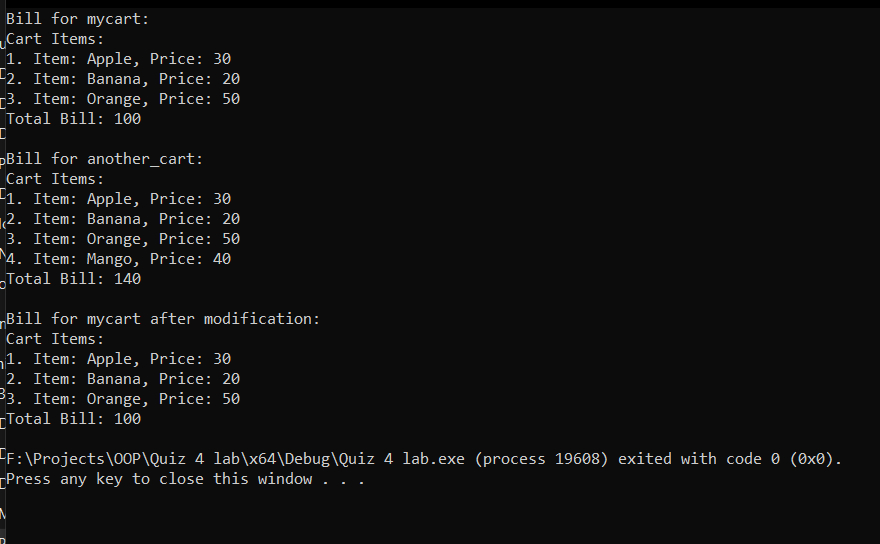 Bill for mycart:
Cart Items:
1. Item: Apple, Price: 30
2. Item: Banana, Price: 20
3. Item: Orange, Price: 50
Total Bill: 100
Bill for another_cart:
Cart Items:
1. Item: Apple, Price: 30
2. Item: Banana, Price: 20
3. Item: Orange, Price: 50
4. Item: Mango, Price: 40
Total Bill: 140
Bill for mycart after modification:
Cart Items:
1. Item: Apple, Price: 30
2. Item: Banana, Price: 20
3. Item: Orange, Price: 50
Total Bill: 100
F:\Projects\OOP\Quiz 4 lab\x64\Debug\Quiz 4 lab.exe (process 19608) exited with code 0 (0x0).
Press any key to close this window . . .